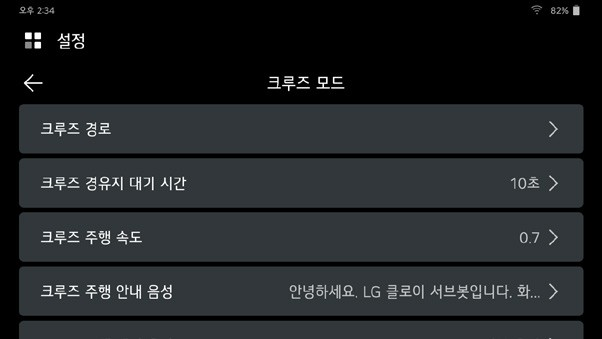 오후 2:34
82%
설정
크루즈 모드
크루즈 경로
크루즈 경유지 대기 시간 10초
크루즈 주행 속도 0.7
크루즈 주행 안내 음성 안녕하세요. LG 클로이 서브봇입니다. 화...